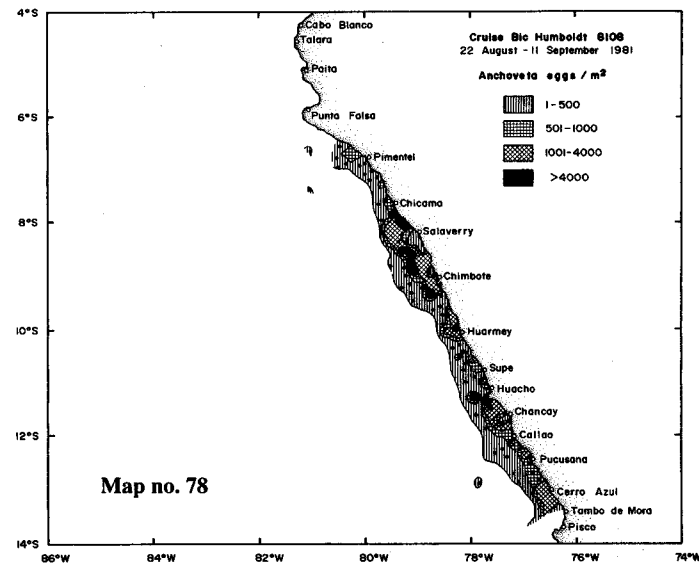 4°S
Cabo Blanco
Talara
Paita
6°S
Punta Falsa
Cruise Bic Humboldt 8108
22 August - 11 September 1981
Anchoveta eggs / m²
1-500
501-1000
1001-4000
>4000
Pimentel
Chicama
8°S
Salaverry
Chimbote
10°S
Huarmey
Supe
Huacho
Chancay
12°S
Callao
Pucusana
Map no. 78
Cerro Azul
Tambo de Mora
Pisco
14°S
86°W
84°W
82°W
80°W
78°W
76°W
74°W